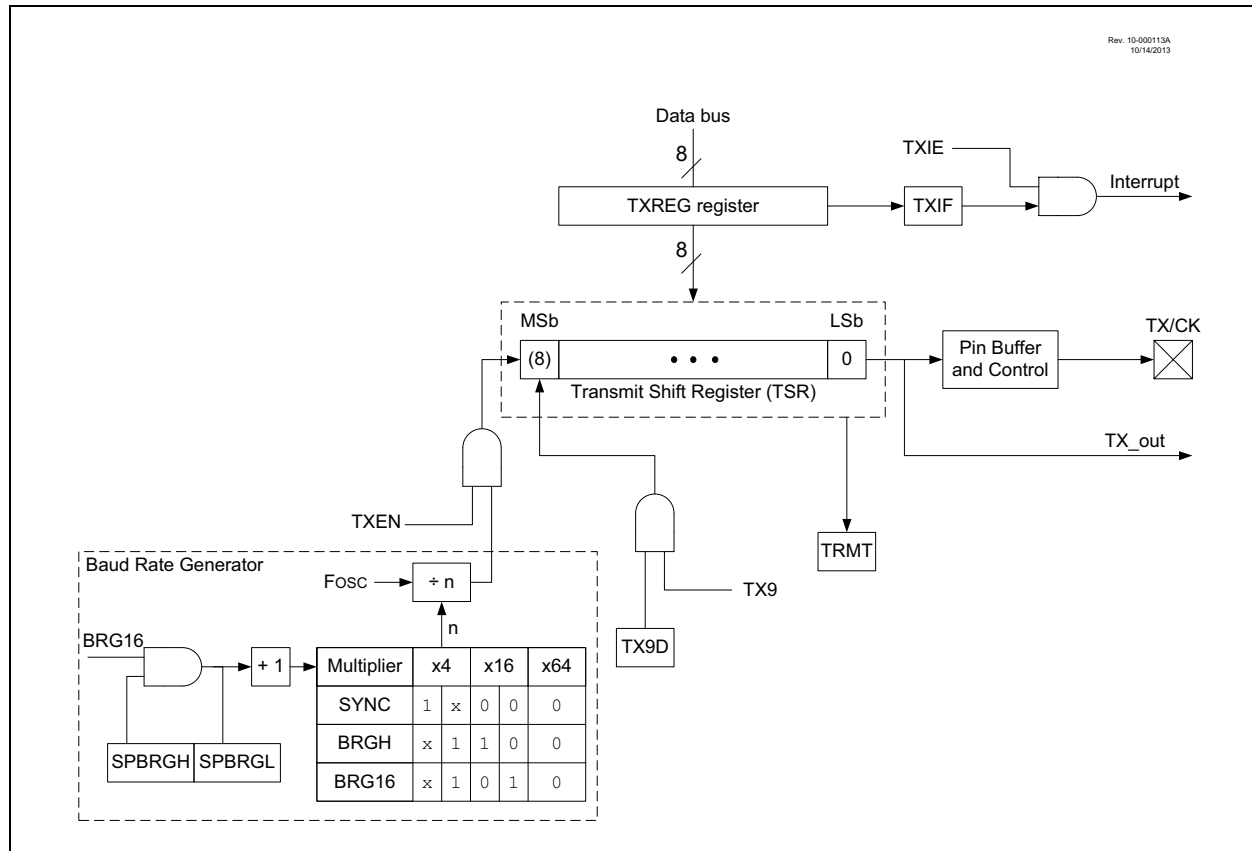 Rev. 10-000113A
10/14/2013
Data bus
8
TXIE
Interrupt
TXREG register
TXIF
8
MSb
LSb
TX/CK
(8)
• • •
0
Pin Buffer
and Control
Transmit Shift Register (TSR)
TX_out
TXEN
TRMT
Baud Rate Generator
FOSC
÷ n
TX9
n
TX9D
BRG16
+ 1
Multiplier x4 x16 x64
SYNC 1 x 0 0 0
BRGH x 1 1 0 0
BRG16 x 1 0 1 0
SPBRGH SPBRGL